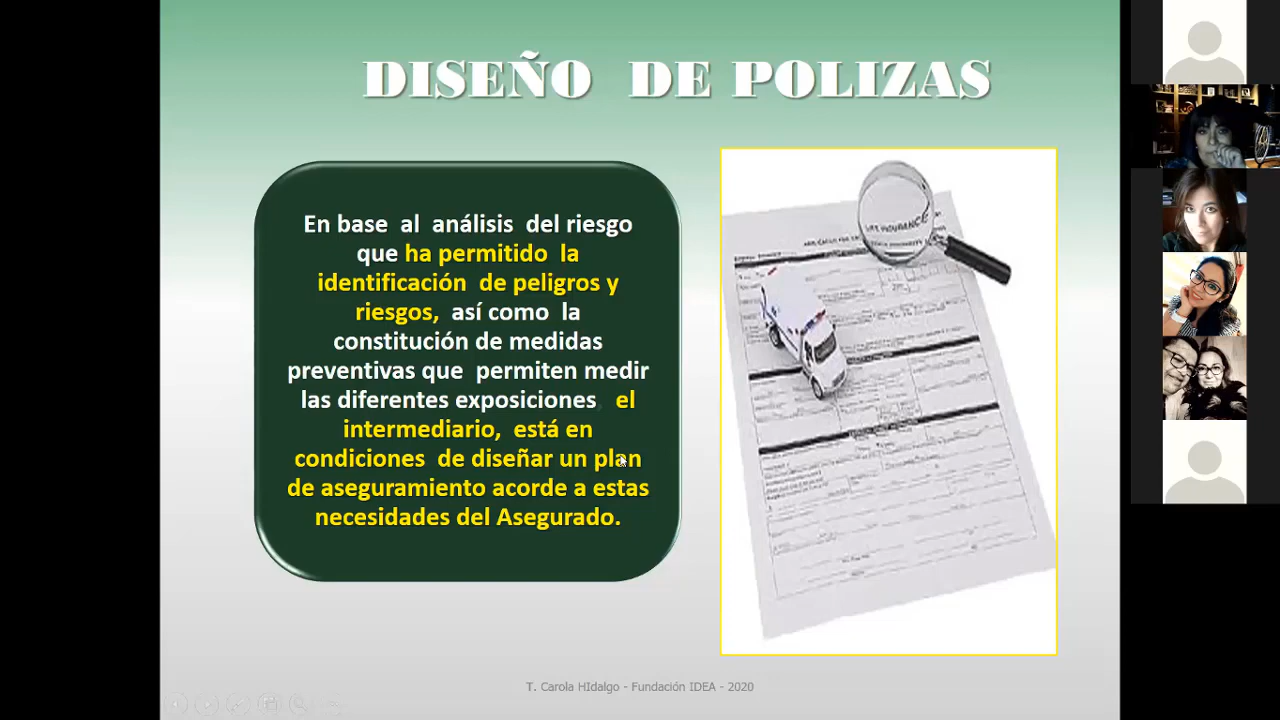 DISEÑO DE POLIZAS
En base al análisis del riesgo
que ha permitido la
identificación de peligros y
riesgos, así como la
constitución de medidas
preventivas que permiten medir
las diferentes exposiciones el
intermediario, está en
condiciones de diseñar un plan
de aseguramiento acorde a estas
necesidades del Asegurado.
LIFE INSURANCE
T. Carola HIdalgo - Fundación IDEA - 2020